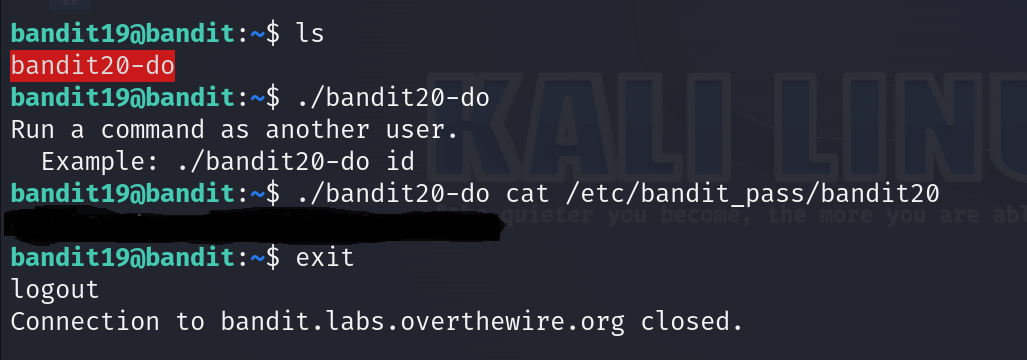 bandit19@bandit:~$ ls
bandit20-do
bandit19@bandit:~$ ./bandit20-do
Run a command as another user.
  Example: ./bandit20-do id
bandit19@bandit:~$ ./bandit20-do cat /etc/bandit_pass/bandit20
bandit19@bandit:~$ exit
logout
Connection to bandit.labs.overthewire.org closed.
KALI LINU
quieter you become, the more you are abl